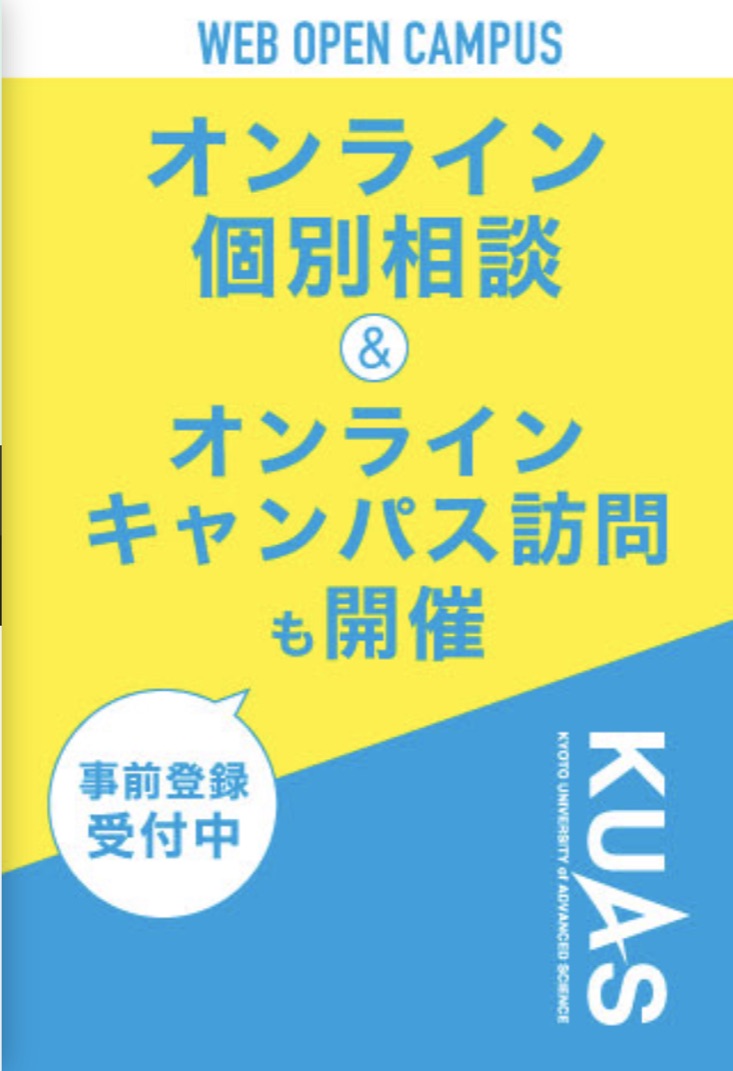 WEB OPEN CAMPUS
オンライン
個別相談
&
オンライン
キャンパス訪問
も開催
事前登録
受付中
KUAS
KYOTO UNIVERSITY of ADVANCED SCIENCE